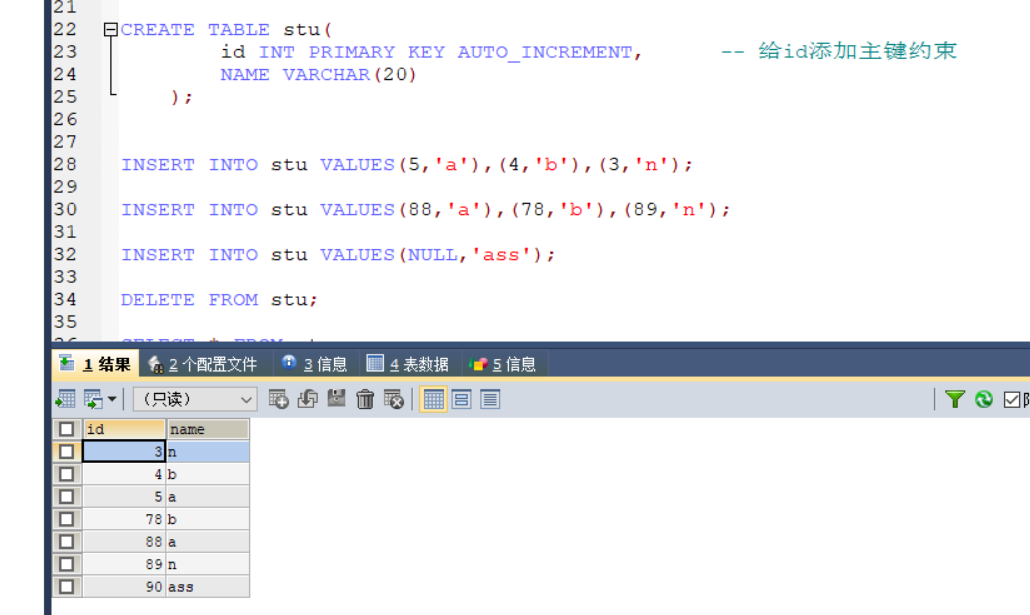 21
22 CREATE TABLE stu(
23 id INT PRIMARY KEY AUTO_INCREMENT, -- 给id添加主键约束
24 NAME VARCHAR(20)
25 );
26
27
28 INSERT INTO stu VALUES(5,'a'),(4,'b'),(3,'n');
29
30 INSERT INTO stu VALUES(88,'a'),(78,'b'),(89,'n');
31
32 INSERT INTO stu VALUES(NULL,'ass');
33
34 DELETE FROM stu;
35
1 结果 2 个配置文件 3 信息 4 表数据 5 信息
(只读)
id name
3 n
4 b
5 a
78 b
88 a
89 n
90 ass